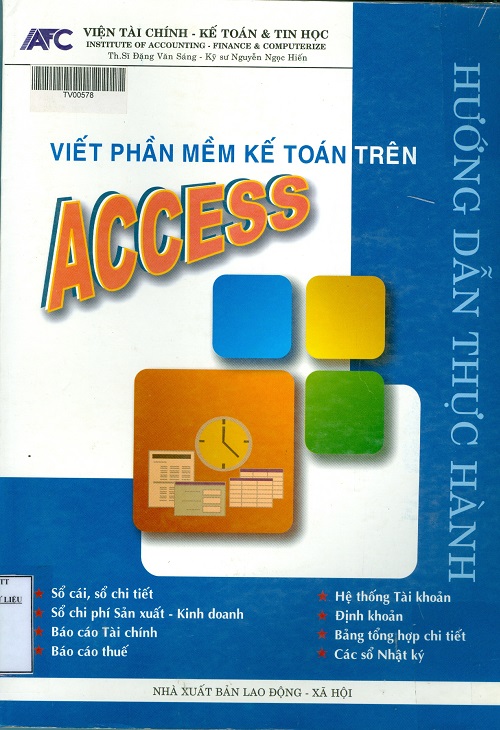 AFC
VIỆN TÀI CHÍNH - KẾ TOÁN & TIN HỌC
INSTITUTE OF ACCOUNTING - FINANCE & COMPUTERIZE
Th.Sĩ Đặng Văn Sáng - Kỹ sư Nguyễn Ngọc Hiến
TV00578
VIẾT PHẦN MỀM KẾ TOÁN TRÊN
ACCESS
HƯỚNG DẪN THỰC HÀNH
Sổ cái, sổ chi tiết
Sổ chi phí Sản xuất - Kinh doanh
Báo cáo Tài chính
Báo cáo thuế
Hệ thống Tài khoản
Định khoản
Bảng tổng hợp chi tiết
Các sổ Nhật ký
TT
LIỆU
NHÀ XUẤT BẢN LAO ĐỘNG - XÃ HỘI